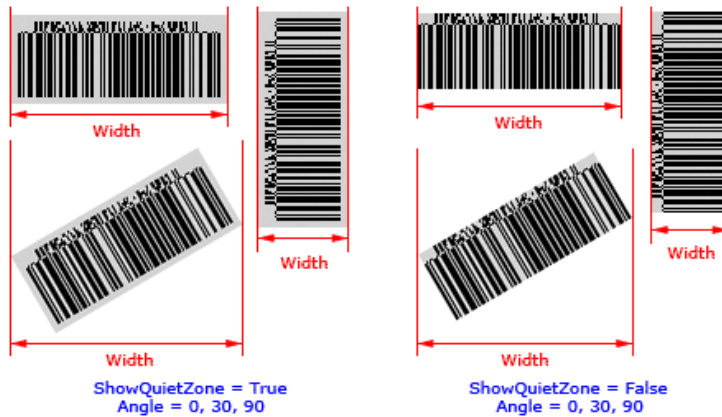 Width
Width
Width
Width
Width
Width
ShowQuietZone = True
Angle = 0, 30, 90
ShowQuietZone = False
Angle = 0, 30, 90